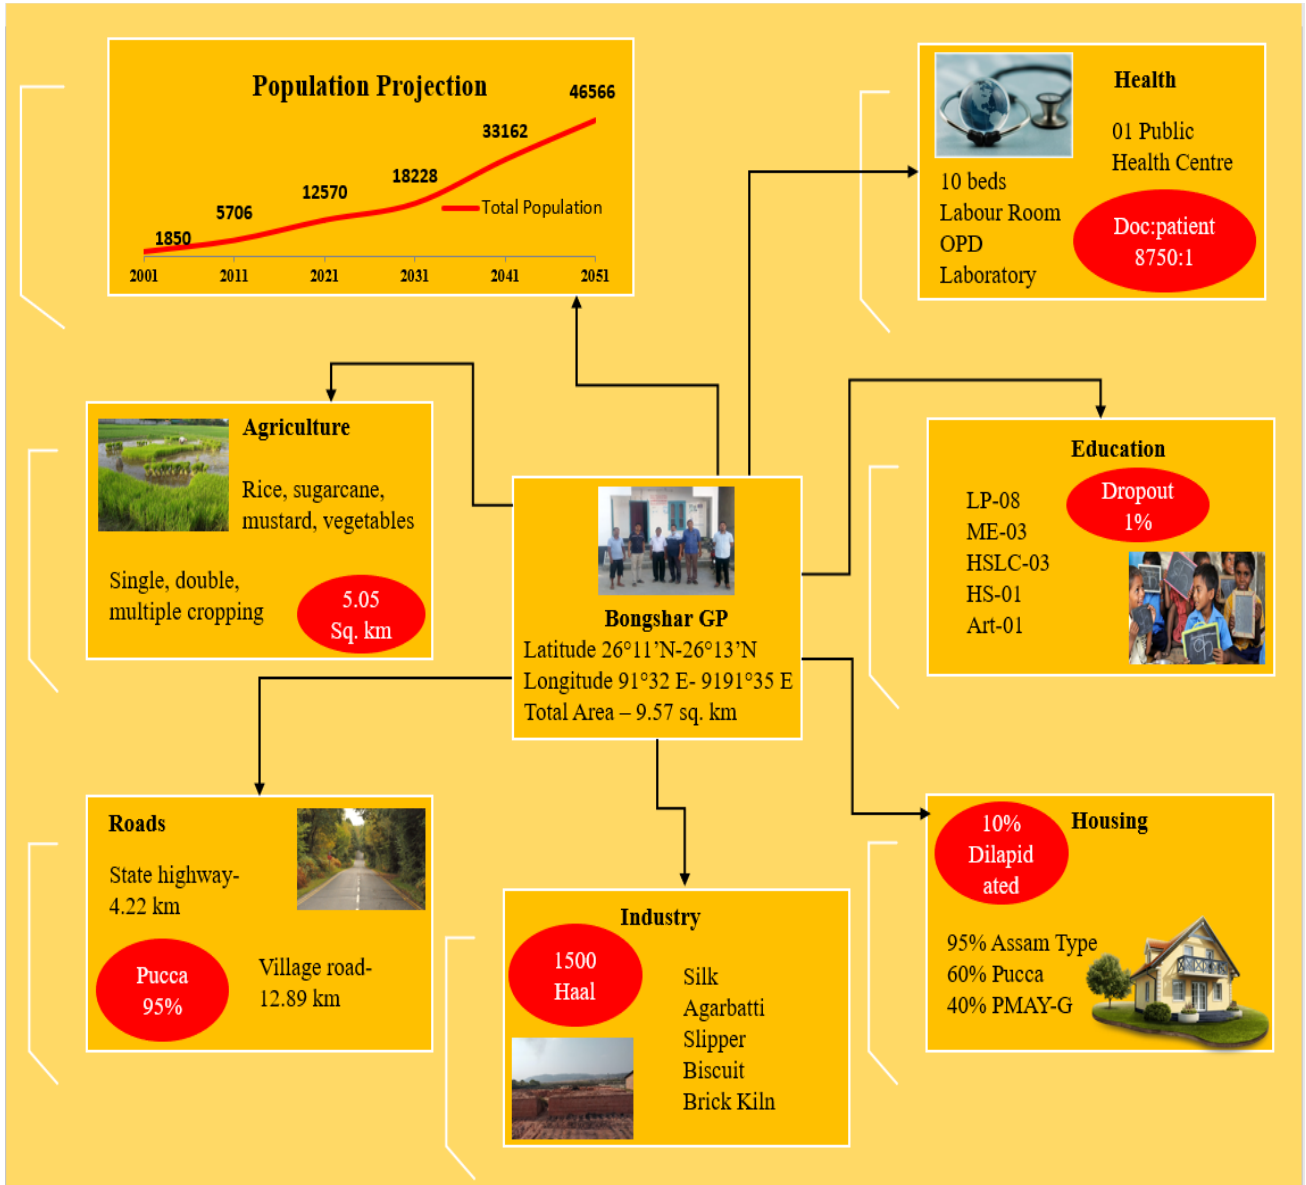 Population Projection
46566
33162
18228
12570
5706
1850
Total Population
2001 2011 2021 2031 2041 2051
Health
01 Public
Health Centre
10 beds
Labour Room
OPD
Laboratory
Doc:patient
8750:1
Agriculture
Rice, sugarcane,
mustard, vegetables
Single, double,
multiple cropping
5.05
Sq. km
Education
LP-08
ME-03
HSLC-03
HS-01
Art-01
Dropout
1%
Bongshar GP
Latitude 26°11’N-26°13’N
Longitude 91°32 E- 9191°35 E
Total Area – 9.57 sq. km
Roads
State highway-
4.22 km
Pucca
95%
Village road-
12.89 km
Industry
1500
Haal
Silk
Agarbatti
Slipper
Biscuit
Brick Kiln
10%
Dilapid
ated
Housing
95% Assam Type
60% Pucca
40% PMAY-G